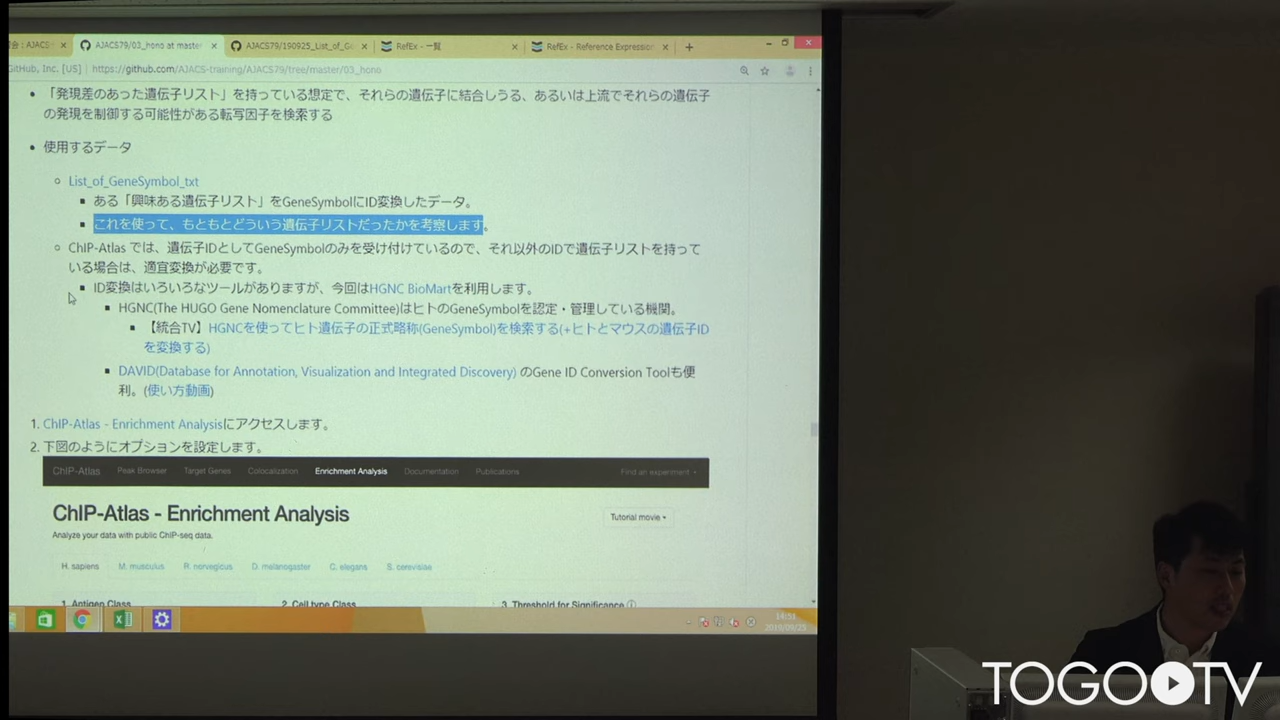 会 : AJACS
AJACS79/03_hono at master
AJACS79/190925_List_of_Ge
RefEx - 一覧
RefEx - Reference Expression
GitHub, Inc. [US] | https://github.com/AJACS-training/AJACS79/tree/master/03_hono
「発現差のあった遺伝子リスト」を持っている想定で、それらの遺伝子に結合しうる、あるいは上流でそれらの遺伝子
の発現を制御する可能性がある転写因子を検索する
使用するデータ
List_of_GeneSymbol_txt
ある「興味ある遺伝子リスト」をGeneSymbolにID変換したデータ。
これを使って、もともとどういう遺伝子リストだったかを考察します。
ChIP-Atlas では、遺伝子IDとしてGeneSymbolのみを受け付けているので、それ以外のIDで遺伝子リストを持って
いる場合は、適宜変換が必要です。
ID変換はいろいろなツールがありますが、今回はHGNC BioMartを利用します。
HGNC(The HUGO Gene Nomenclature Committee)はヒトのGeneSymbolを認定・管理している機関。
【統合TV】HGNCを使ってヒト遺伝子の正式略称(GeneSymbol)を検索する(+ヒトとマウスの遺伝子ID
を変換する)
DAVID(Database for Annotation, Visualization and Integrated Discovery) のGene ID Conversion Toolも便
利。(使い方動画)
1. ChIP-Atlas - Enrichment Analysisにアクセスします。
2. 下図のようにオプションを設定します。
ChIP-Atlas Peak Browser Target Genes Colocalization Enrichment Analysis Documentation Publications Find an experiment
ChIP-Atlas - Enrichment Analysis
Tutorial movie
Analyze your data with public ChIP-seq data.
H. sapiens M. musculus R. norvegicus D. melanogaster C. elegans S. cerevisiae
1. Antigen Class 2. Cell type Class 3. Threshold for Significance
14:53
2019/09/25
TOGO TV